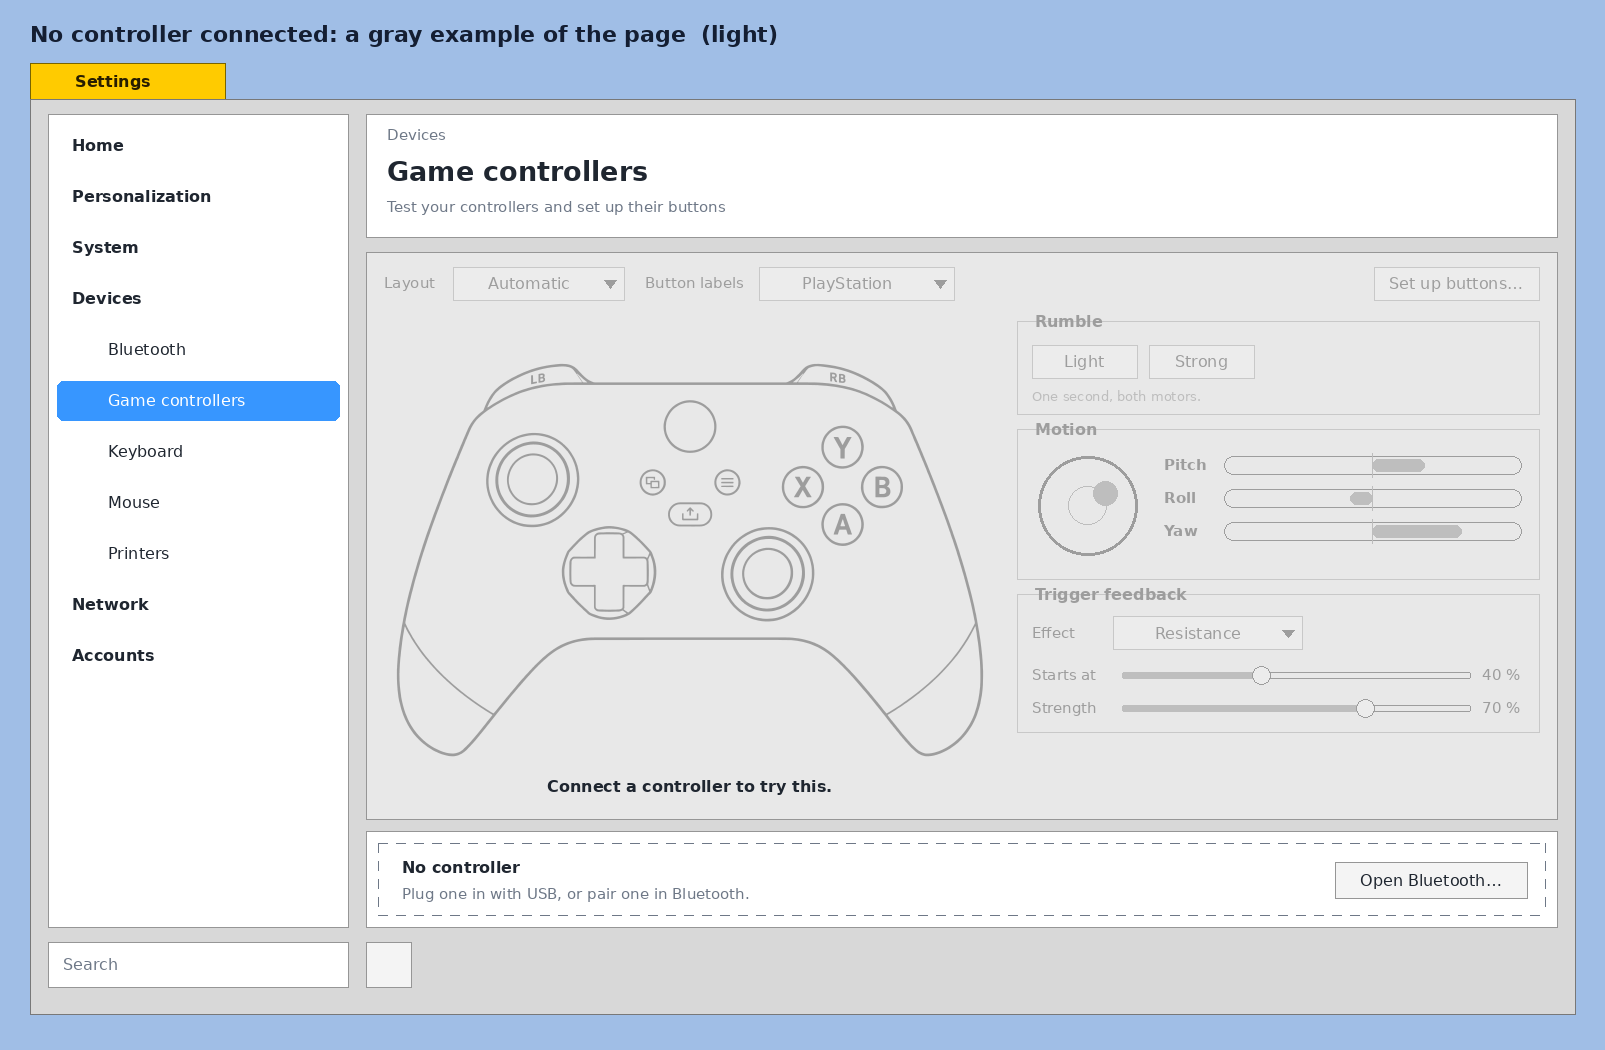 No controller connected: a gray example of the page (light)
Settings
Home
Personalization
System
Devices
Bluetooth
Game controllers
Keyboard
Mouse
Printers
Network
Accounts
Search
Devices
Game controllers
Test your controllers and set up their buttons
Layout Automatic Button labels PlayStation Set up buttons...
LB RB
Y
X B
A
Connect a controller to try this.
Rumble
Light Strong
One second, both motors.
Motion
Pitch
Roll
Yaw
Trigger feedback
Effect Resistance
Starts at 40 %
Strength 70 %
No controller
Plug one in with USB, or pair one in Bluetooth.
Open Bluetooth...